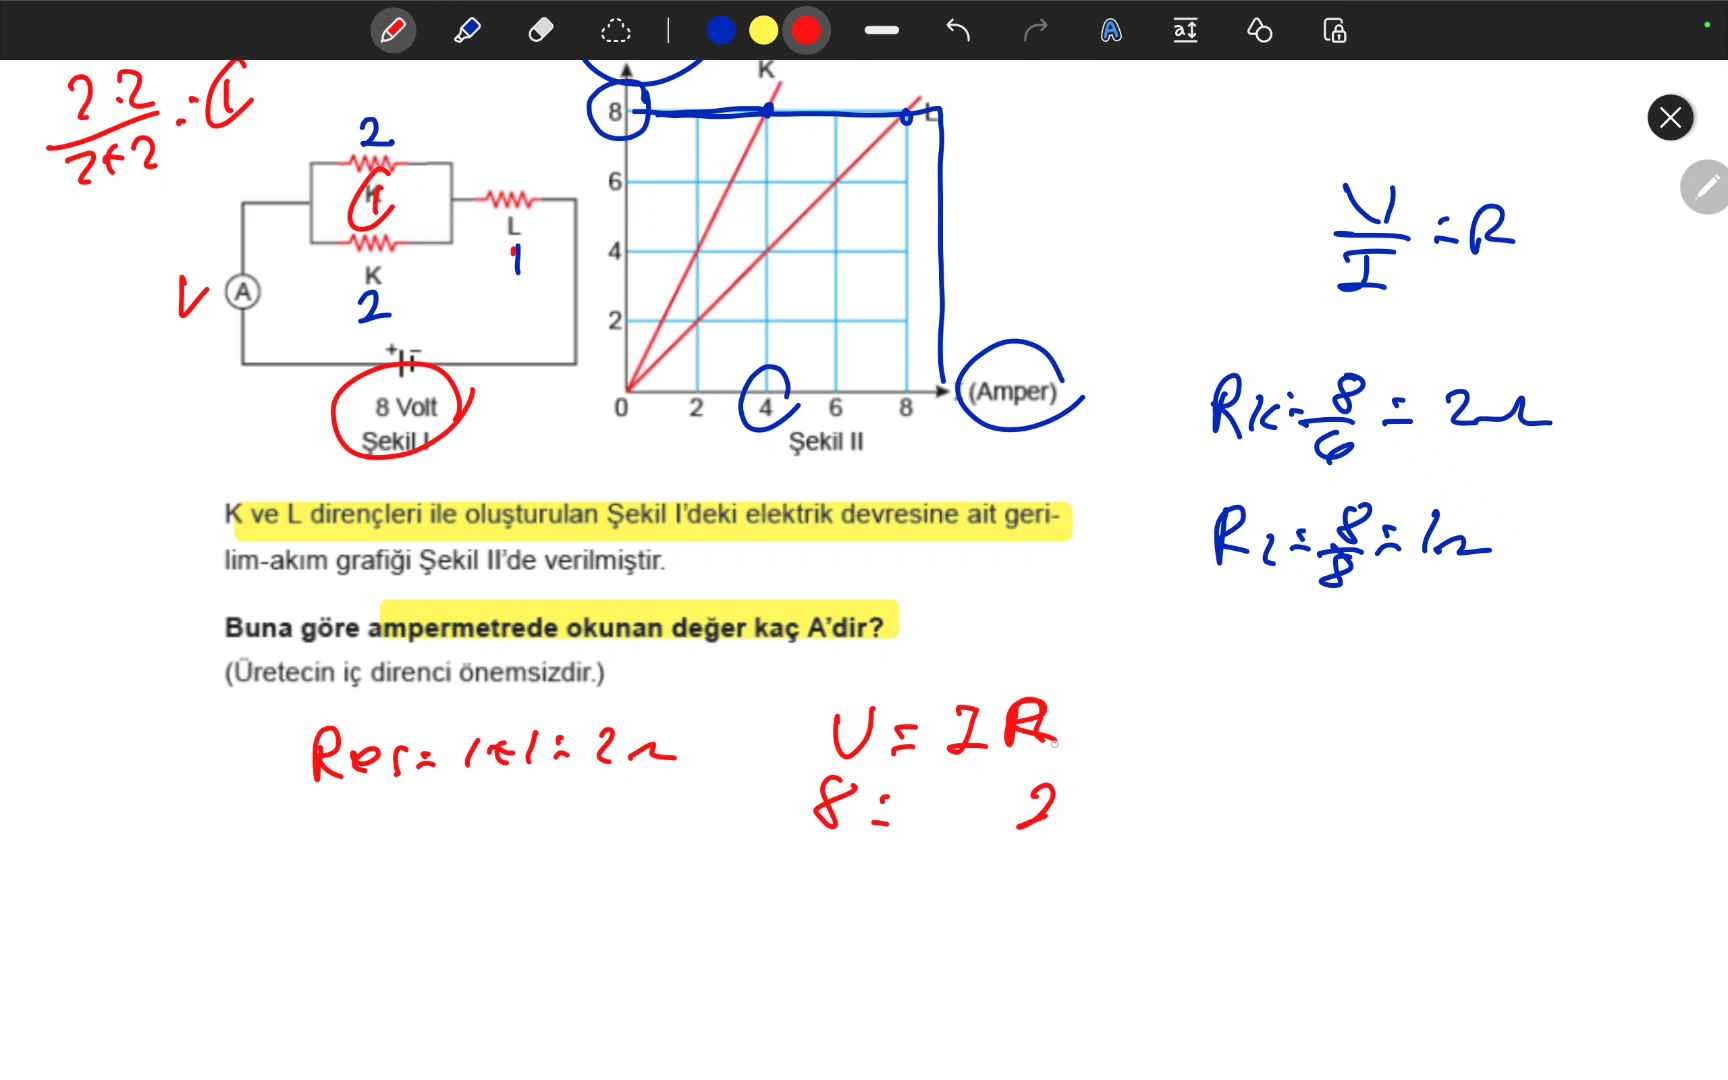 2.2
2+2
=1
2
K
L
1
K
2
V
A
+ -
8 Volt
Şekil I
K
L
8
6
4
2
0 2 4 6 8
(Amper)
Şekil II
V
I
=R
RK=8/6=2Ω
RL=8/8=1Ω
K ve L dirençleri ile oluşturulan Şekil I'deki elektrik devresine ait geri-
lim-akım grafiği Şekil II'de verilmiştir.
Buna göre ampermetrede okunan değer kaç A'dir?
(Üretecin iç direnci önemsizdir.)
Reş=1+1=2Ω
V=IR
8= 2